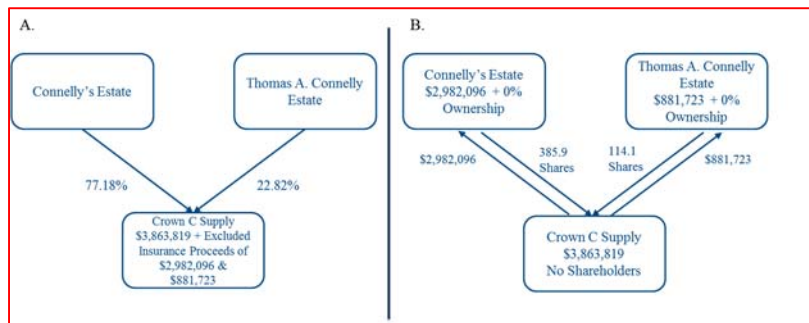 A.
Connelly's Estate
Thomas A. Connelly
Estate
77.18%
22.82%
Crown C Supply
$3,863,819 + Excluded
Insurance Proceeds of
$2,982,096 &
$881,723
B.
Connelly's Estate
$2,982,096 + 0%
Ownership
Thomas A. Connelly
Estate
$881,723 + 0%
Ownership
$2,982,096
385.9
Shares
114.1
Shares
$881,723
Crown C Supply
$3,863,819
No Shareholders